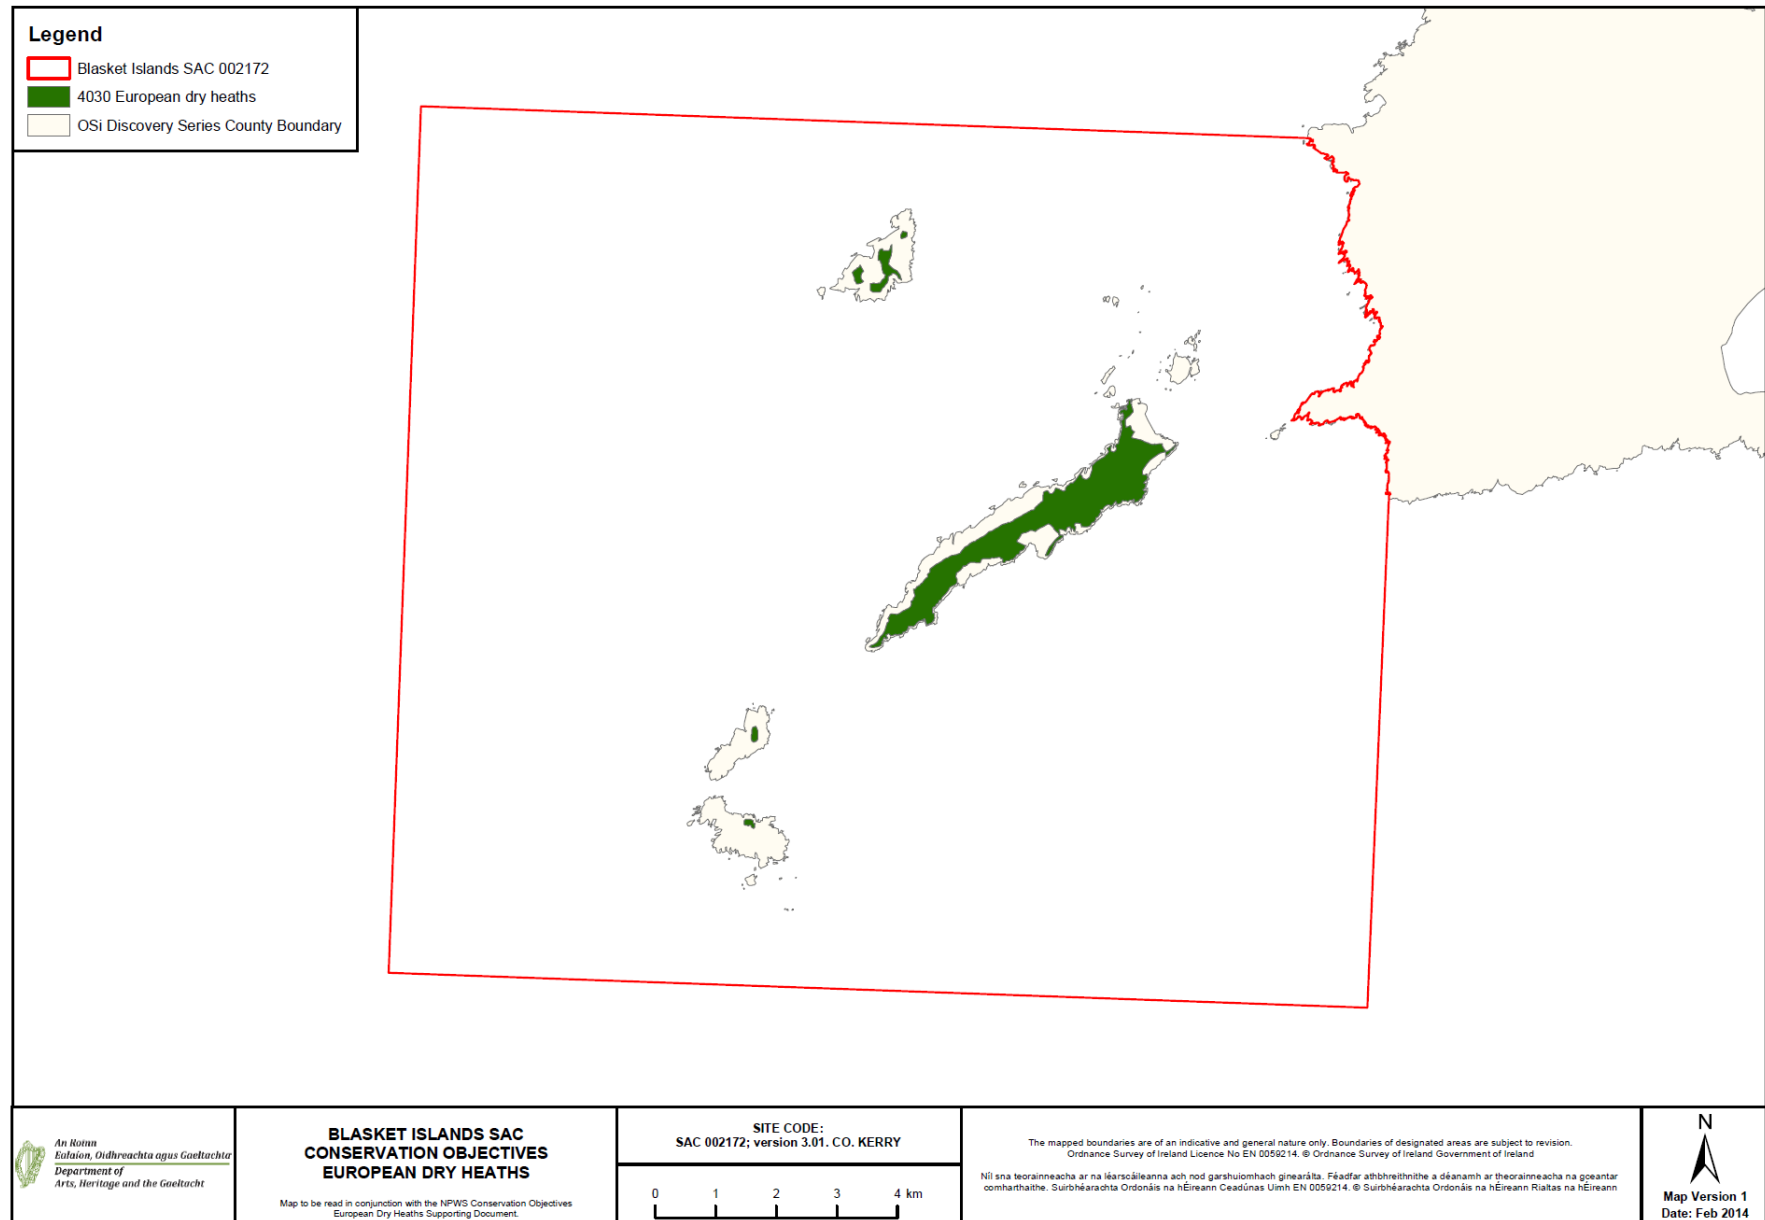 Legend
Blasket Islands SAC 002172
4030 European dry heaths
OSi Discovery Series County Boundary
An Roinn
Ealaíon, Oidhreachta agus Gaeltachta
Department of
Arts, Heritage and the Gaeltacht
BLASKET ISLANDS SAC
CONSERVATION OBJECTIVES
EUROPEAN DRY HEATHS
Map to be read in conjunction with the NPWS Conservation Objectives
European Dry Heaths Supporting Document.
SITE CODE:
SAC 002172; version 3.01. CO. KERRY
0 1 2 3 4 km
The mapped boundaries are of an indicative and general nature only. Boundaries of designated areas are subject to revision.
Ordnance Survey of Ireland Licence No EN 0059214. © Ordnance Survey of Ireland Government of Ireland
Níl sna teorainneacha ar na léarscáileanna ach nod garshuiomhach ginearálta. Féadfar athbhreithnithe a déanamh ar theorainneacha na gceantar
comharthaithe. Suirbhéarachta Ordonáis na hÉireann Ceadúnas Uimh EN 0059214. © Suirbhéarachta Ordonáis na hÉireann Rialtas na hÉireann
N
Map Version 1
Date: Feb 2014